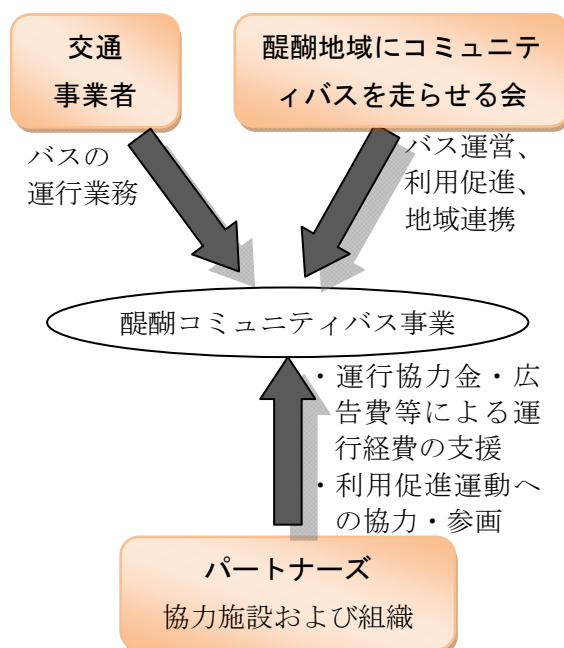 交通
事業者
醍醐地域にコミュニテ
ィバスを走らせる会
バスの
運行業務
バス運営、
利用促進、
地域連携
醍醐コミュニティバス事業
・運行協力金・広
告費等による運
行経費の支援
・利用促進運動へ
の協力・参画
パートナーズ
協力施設および組織